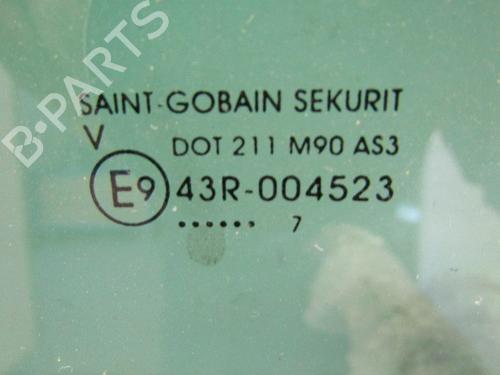 B-PARTS
SAINT-GOBAIN SEKURIT
V
DOT 211 M90 AS3
E9 43R-004523
...... 7